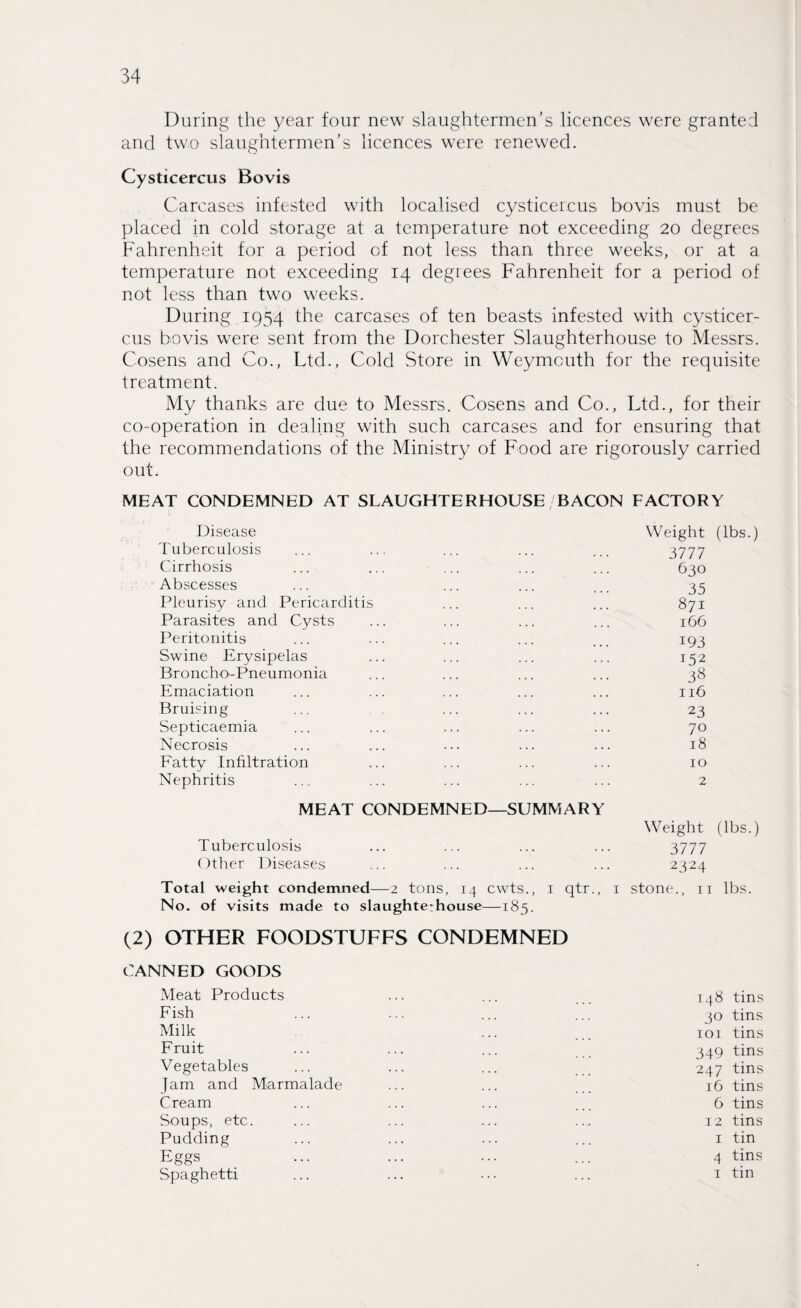 34
During the year four new slaughtermen's licences were granted
and two slaughtermen's licences were renewed.
Cysticercus Bovis
Carcases infested with localised cysticercus bovis must be
placed in cold storage at a temperature not exceeding 20 degrees
Fahrenheit for a period of not less than three weeks, or at a
temperature not exceeding 14 degrees Fahrenheit for a period of
not less than two weeks.
During 1954 the carcases of ten beasts infested with cysticer-
cus bovis were sent from the Dorchester Slaughterhouse to Messrs.
Cosens and Co., Ltd., Cold Store in Weymouth for the requisite
treatment.
My thanks are due to Messrs. Cosens and Co., Ltd., for their
co-operation in dealing with such carcases and for ensuring that
the recommendations of the Ministry of Food are rigorously carried
out.
MEAT CONDEMNED AT SLAUGHTERHOUSE/BACON FACTORY
Disease Weight (lbs.)
Tuberculosis ... ... ... ... ... 3777
Cirrhosis ... ... ... ... ... 630
Abscesses ... ... ... ... 35
Pleurisy and Pericarditis ... ... ... 871
Parasites and Cysts ... ... ... ... 166
Peritonitis ... ... ... ... ... 193
Swine Erysipelas ... ... ... ... 152
Broncho-Pneumonia ... ... ... ... 38
Emaciation ... ... ... ... ... 116
Bruising ... ... ... ... 23
Septicaemia ... ... ... ... ... 70
Necrosis ... ... ... ... ... 18
Fatty Infiltration ... ... ... ... 10
Nephritis ... ... ... ... ... 2
MEAT CONDEMNED—SUMMARY
Weight (lbs.)
Tuberculosis ... ... ... ... 3777
Other Diseases ... ... ... ... 2324
Total weight condemned—2 tons, 14 cwts., 1 qtr., 1 stone., 11 lbs.
No. of visits made to slaughterhouse—185.
(2) OTHER FOODSTUFFS CONDEMNED
CANNED GOODS
Meat Products ... ... ... 148 tins
Fish ... ... ... ... 30 tins
Milk ... ... 101 tins
Fruit ... ... ... ... 349 tins
Vegetables ... ... ... ... 247 tins
Jam and Marmalade ... ... ... 16 tins
Cream ... ... ... ... 6 tins
Soups, etc. ... ... ... ... 12 tins
Pudding ... ... ... ... 1 tin
Eggs ... ... ... ... 4 tins
Spaghetti ... ... ... ... 1 tin